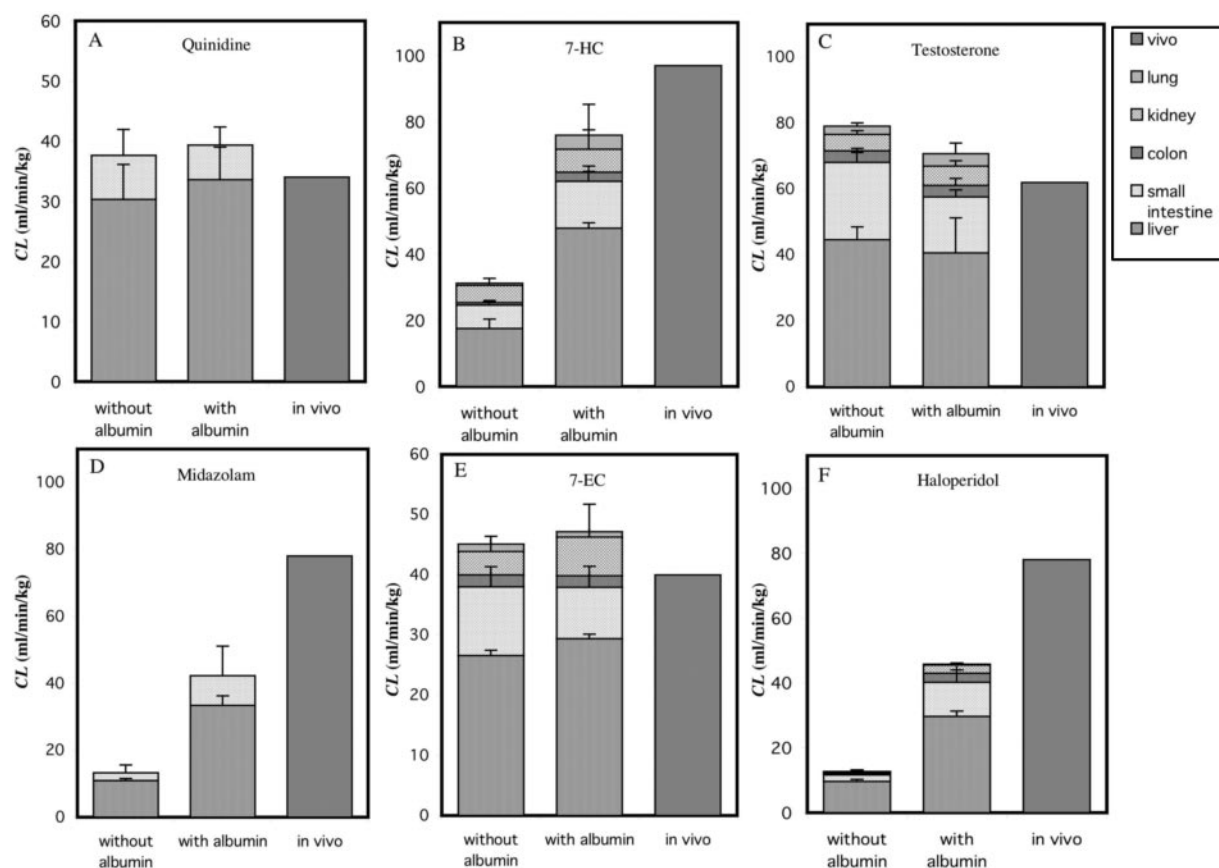 A
Quinidine
CL (ml/min/kg)
60
50
40
30
20
10
0
without
albumin
with
albumin
in vivo
B
7-HC
CL (ml/min/kg)
100
80
60
40
20
0
without
albumin
with
albumin
in vivo
C
Testosterone
CL (ml/min/kg)
100
80
60
40
20
0
without
albumin
with albumin
in vivo
vivo
lung
kidney
colon
small
intestine
liver
D
Midazolam
CL (ml/min/kg)
100
80
60
40
20
0
without
albumin
with albumin
in vivo
E
7-EC
CL (ml/min/kg)
60
50
40
30
20
10
0
without
albumin
with albumin
in vivo
F
Haloperidol
CL (ml/min/kg)
100
80
60
40
20
0
without
albumin
with
albumin
in vivo